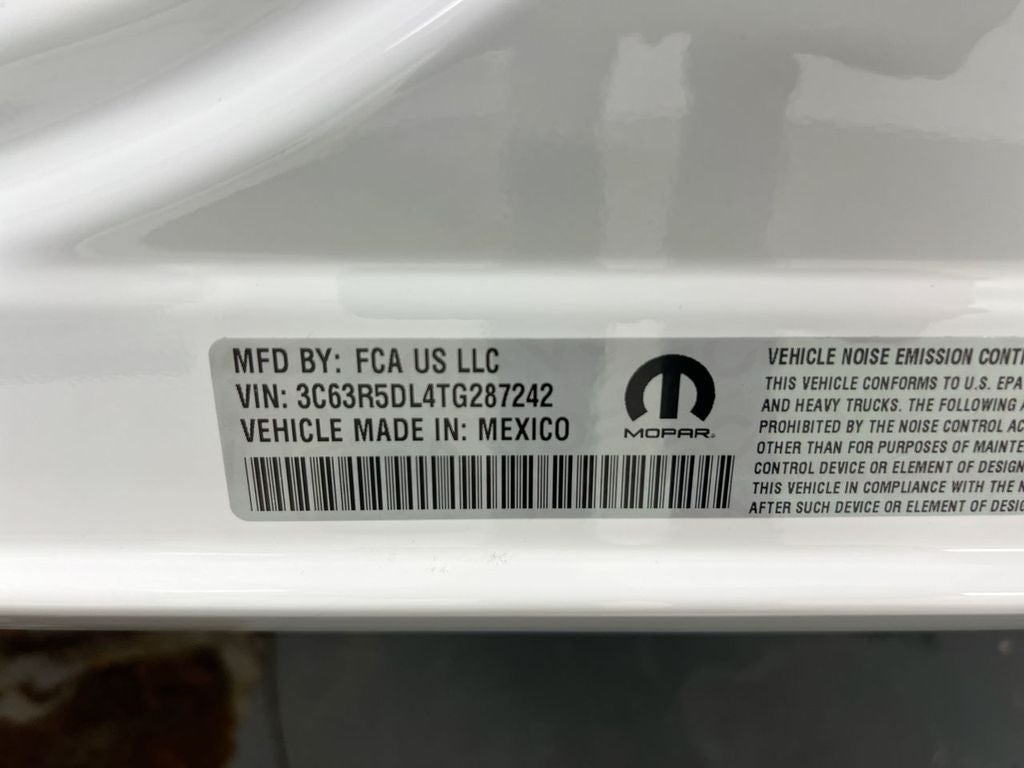 MFD BY: FCA US LLC
VIN: 3C63R5DL4TG287242
VEHICLE MADE IN: MEXICO
MOPAR®
VEHICLE NOISE EMISSION
THIS VEHICLE CONFORMS TO U.S. EPA
AND HEAVY TRUCKS. THE FOLLOWING
PROHIBITED BY THE NOISE CONTROL
OTHER THAN FOR PURPOSES OF
CONTROL DEVICE OR ELEMENT OF DESIGN
THIS VEHICLE IN COMPLIANCE WITH THE
AFTER SUCH DEVICE OR ELEMENT OF